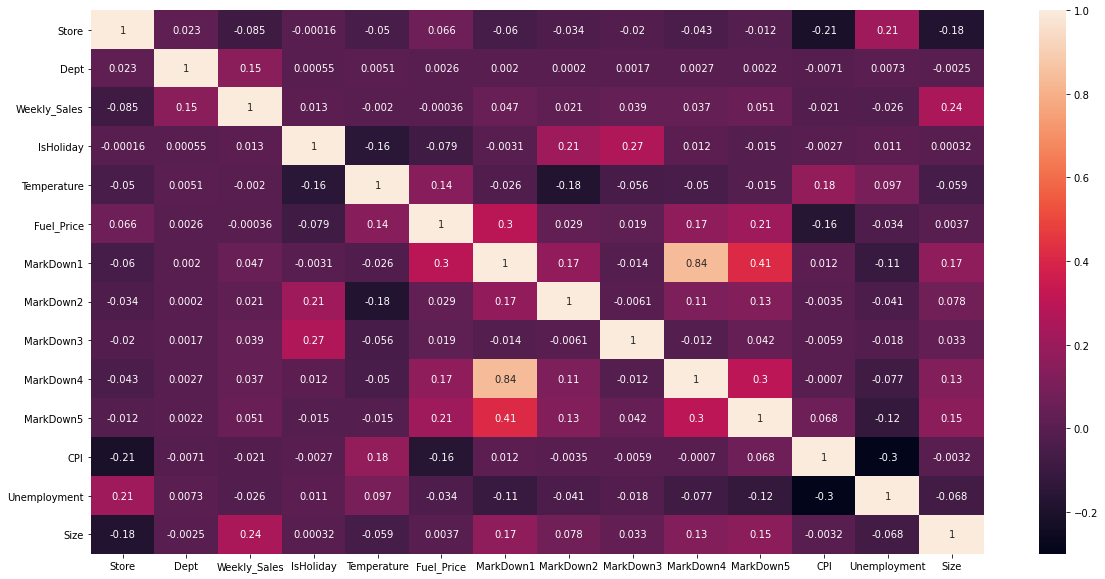 Store 1 0.023 -0.085 -0.00016 -0.05 0.066 -0.06 -0.034 -0.02 -0.043 -0.012 -0.21 0.21 -0.18
Dept 0.023 1 0.15 0.00055 0.0051 0.0026 0.002 0.0002 0.0017 0.0027 0.0022 -0.0071 0.0073 -0.0025
Weekly_Sales -0.085 0.15 1 0.013 -0.002 -0.00036 0.047 0.021 0.039 0.037 0.051 -0.021 -0.026 0.24
IsHoliday -0.00016 0.00055 0.013 1 -0.16 -0.079 -0.0031 0.21 0.27 0.012 -0.015 -0.0027 0.011 0.00032
Temperature -0.05 0.0051 -0.002 -0.16 1 0.14 -0.026 -0.18 -0.056 -0.05 -0.015 0.18 0.097 -0.059
Fuel_Price 0.066 0.0026 -0.00036 -0.079 0.14 1 0.3 0.029 0.019 0.17 0.21 -0.16 -0.034 0.0037
MarkDown1 -0.06 0.002 0.047 -0.0031 -0.026 0.3 1 0.17 -0.014 0.84 0.41 0.012 -0.11 0.17
MarkDown2 -0.034 0.0002 0.021 0.21 -0.18 0.029 0.17 1 -0.0061 0.11 0.13 -0.0035 -0.041 0.078
MarkDown3 -0.02 0.0017 0.039 0.27 -0.056 0.019 -0.014 -0.0061 1 -0.012 0.042 -0.0059 -0.018 0.033
MarkDown4 -0.043 0.0027 0.037 0.012 -0.05 0.17 0.84 0.11 -0.012 1 0.3 -0.0007 -0.077 0.13
MarkDown5 -0.012 0.0022 0.051 -0.015 -0.015 0.21 0.41 0.13 0.042 0.3 1 0.068 -0.12 0.15
CPI -0.21 -0.0071 -0.021 -0.0027 0.18 -0.16 0.012 -0.0035 -0.0059 -0.0007 0.068 1 -0.3 -0.0032
Unemployment 0.21 0.0073 -0.026 0.011 0.097 -0.034 -0.11 -0.041 -0.018 -0.077 -0.12 -0.3 1 -0.068
Size -0.18 -0.0025 0.24 0.00032 -0.059 0.0037 0.17 0.078 0.033 0.13 0.15 -0.0032 -0.068 1
Store Dept Weekly_Sales IsHoliday Temperature Fuel_Price MarkDown1 MarkDown2 MarkDown3 MarkDown4 MarkDown5 CPI Unemployment Size
1.0
0.8
0.6
0.4
0.2
0.0
−0.2